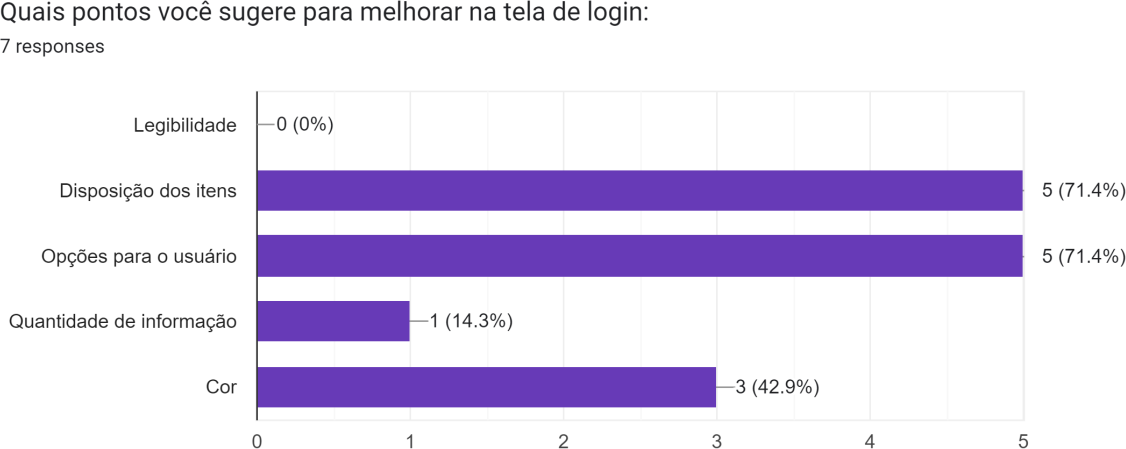 Quais pontos você sugere para melhorar na tela de login:
7 responses
Legibilidade 0 (0%)
Disposição dos itens 5 (71.4%)
Opções para o usuário 5 (71.4%)
Quantidade de informação 1 (14.3%)
Cor 3 (42.9%)
0 1 2 3 4 5